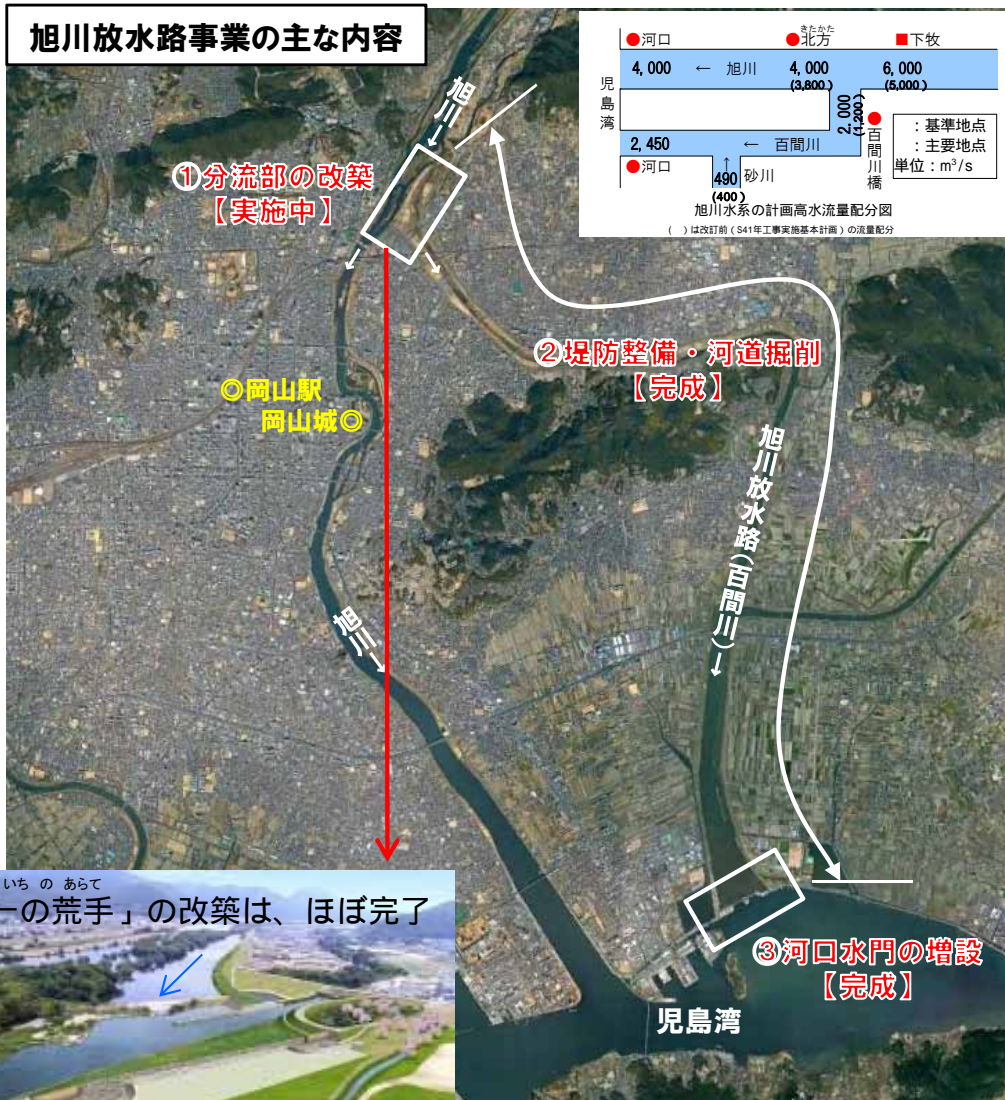 旭川放水路事業の主な内容
●河口
きたかた
●北方
■下牧
4,000 ← 旭川
4,000
(3,800)
6,000
(5,000)
児島湾
2,000
(1,200)
●百間川橋
2,450
← 百間川
●河口
↑
490
(400)
砂川
：基準地点
：主要地点
単位：m³/s
旭川水系の計画高水流量配分図
（ ）は改訂前（S41年工事実施基本計画）の流量配分
旭川
①分流部の改築
【実施中】
②堤防整備・河道掘削
【完成】
◎岡山駅
岡山城◎
旭川放水路（百間川）→
旭川→
③河口水門の増設
【完成】
児島湾
いち の あらて
一の荒手」の改築は、ほぼ完了